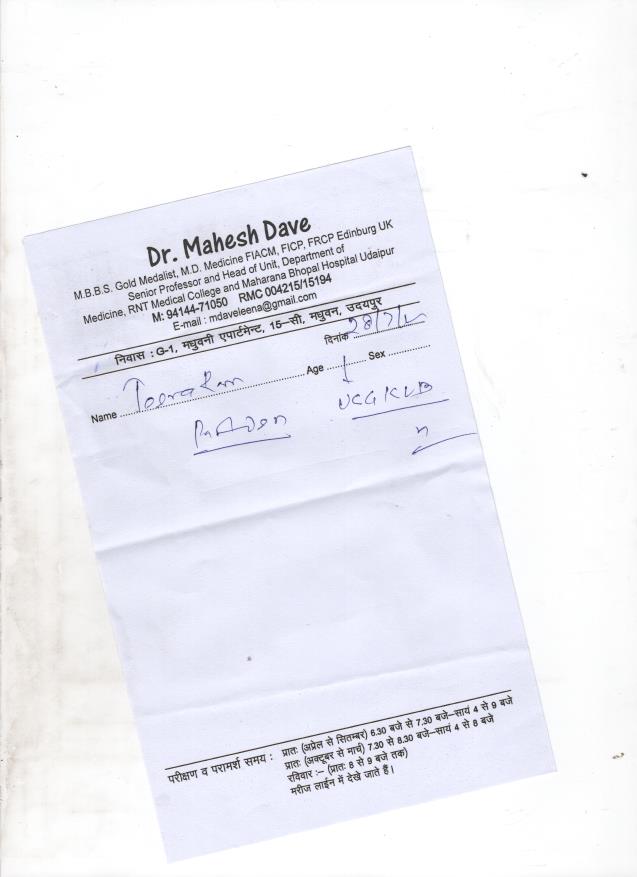 Dr. Mahesh Dave
M.B.B.S. Gold Medalist, M.D. Medicine FIACM, FICP, FRCP Edinburg UK
Senior Professor and Head of Unit, Department of
Medicine, RNT Medical College and Maharana Bhopal Hospital Udaipur
M: 94144-71050 RMC 004215/15194
E-mail : mdaveleena@gmail.com
निवास : G-1, मधुवनी एपार्टमेन्ट, 15-सी, मधुवन, उदयपुर
दिनांक 28/7/
Name Age Sex
परीक्षण व परामर्श समय : प्रातः (अप्रेल से सितम्बर) 6.30 बजे से 7.30 बजे-सायं 4 से 9 बजे
प्रातः (अक्टूबर से मार्च) 7.30 से 8.30 बजे-सायं 4 से 8 बजे
रविवार :- (प्रातः 8 से 9 बजे तक)
मरीज लाईन में देखे जाते हैं।